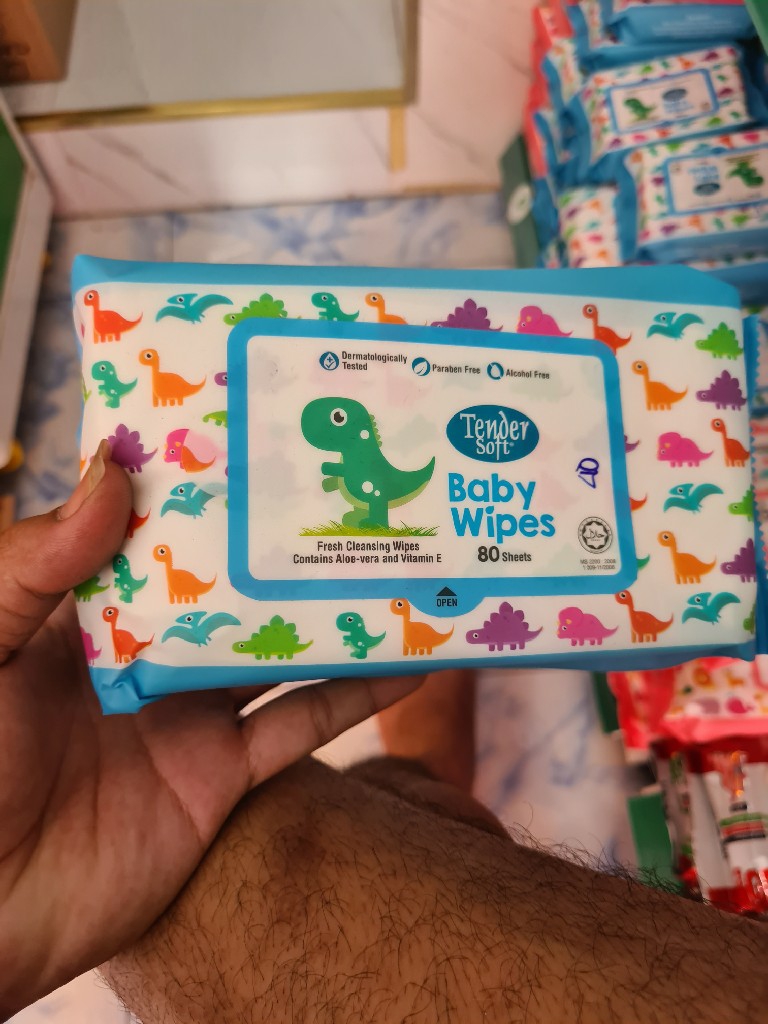 Dermatologically
Tested
Paraben Free
Alcohol Free
Tender
Soft
Baby
Wipes
80 Sheets
40
Fresh Cleansing Wipes
Contains Aloe-vera and Vitamin E
OPEN